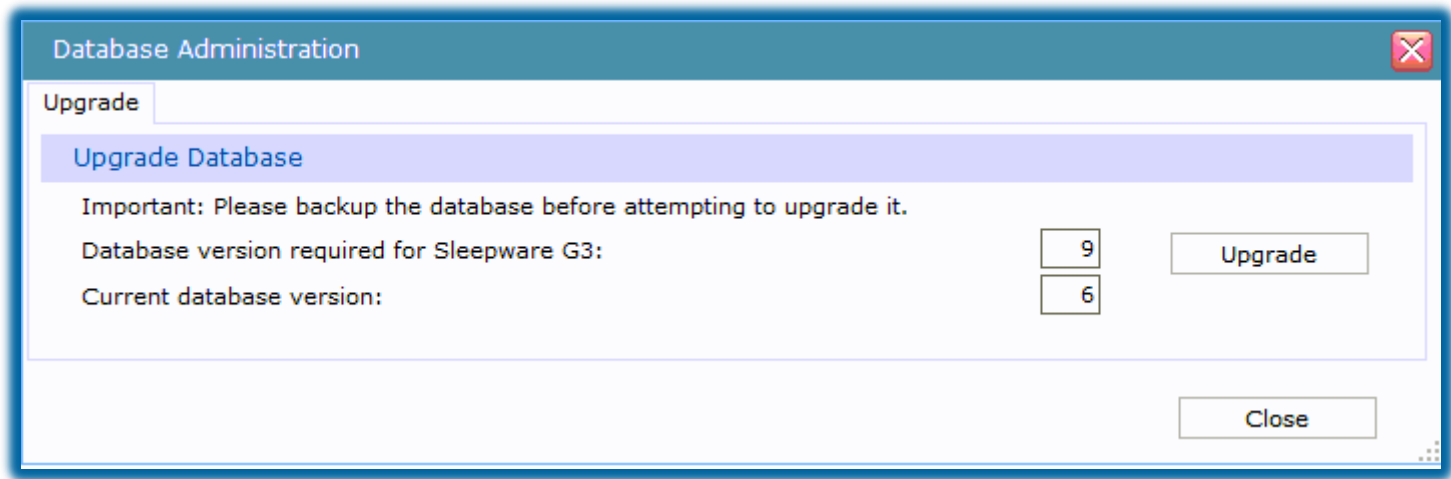 Database Administration
Upgrade
Upgrade Database
Important: Please backup the database before attempting to upgrade it.
Database version required for Sleepware G3: 9 Upgrade
Current database version: 6
Close